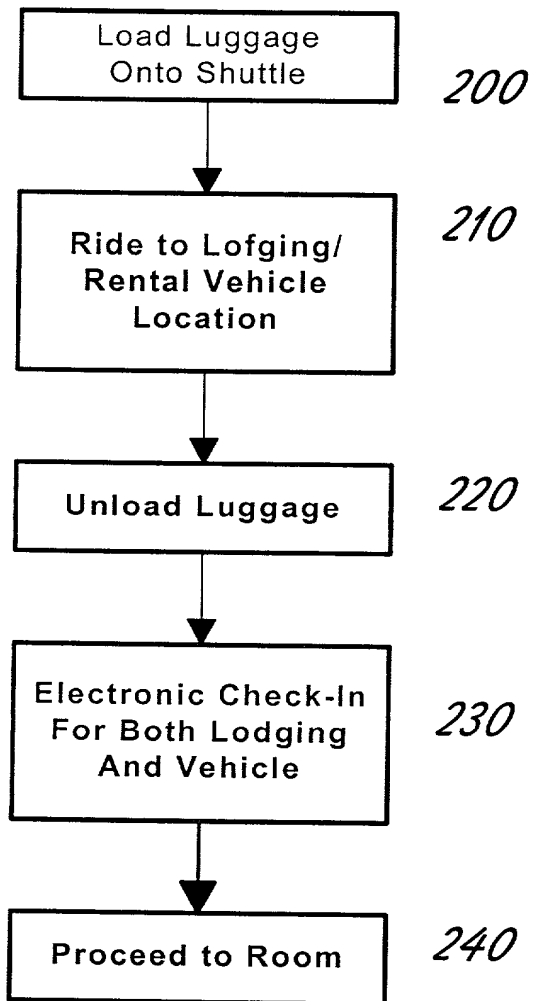 Load Luggage
Onto Shuttle
200
Ride to Lofging/
Rental Vehicle
Location
210
Unload Luggage
220
Electronic Check-In
For Both Lodging
And Vehicle
230
Proceed to Room
240